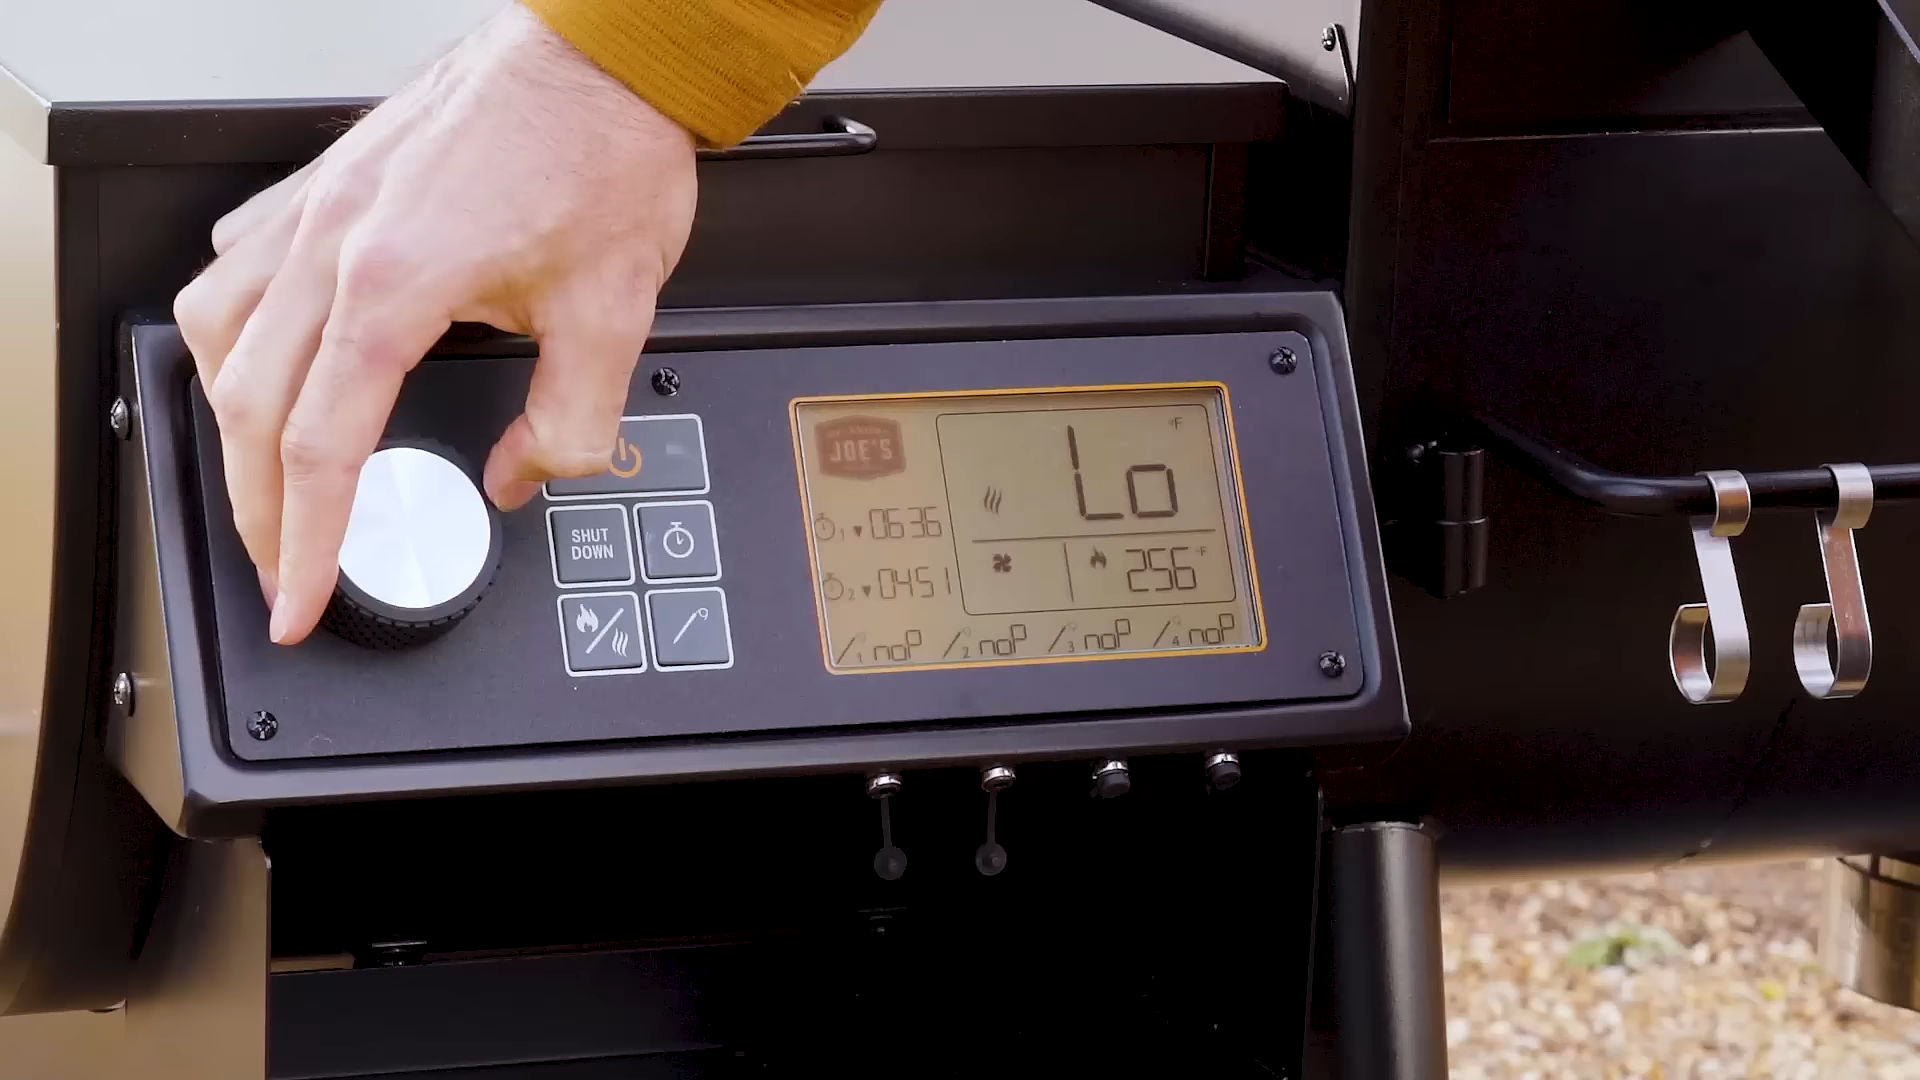 JOE'S
°F
Lo
1 0636
2 0451
256 °F
1 noP 2 noP 3 noP 4 noP
SHUT
DOWN